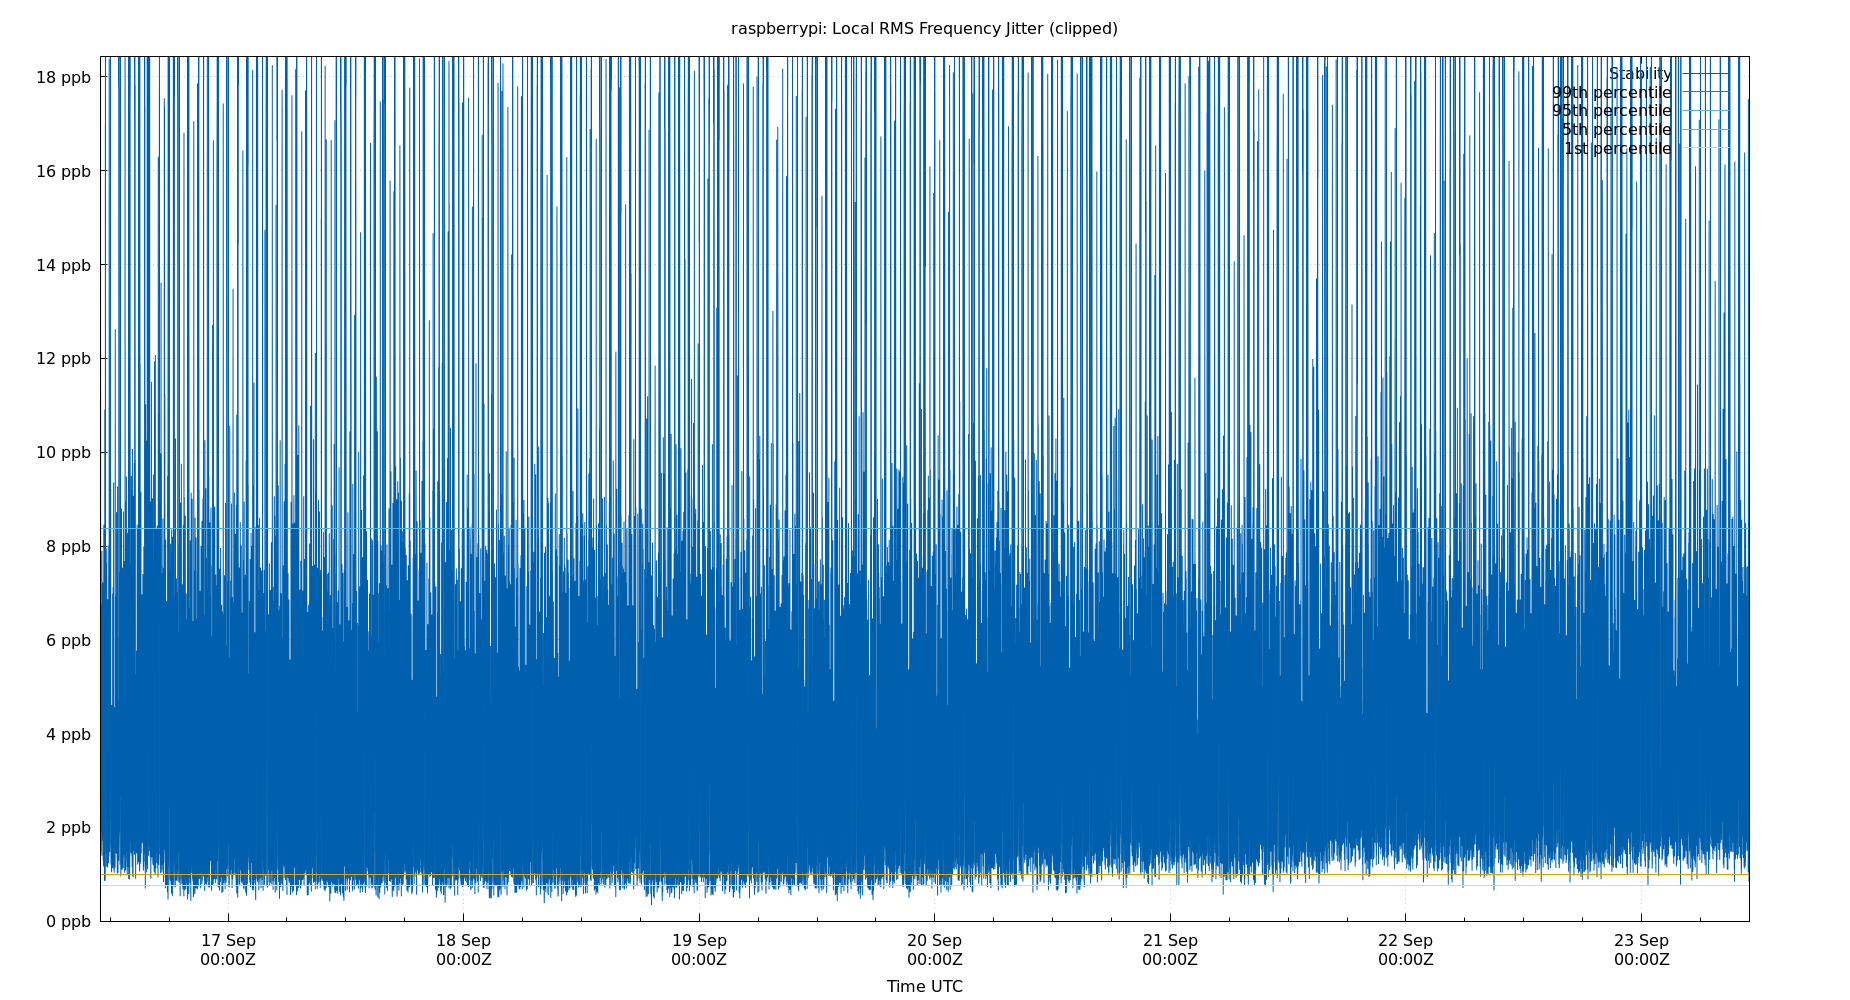 raspberrypi: Local RMS Frequency Jitter (clipped)
18 ppb
16 ppb
14 ppb
12 ppb
10 ppb
8 ppb
6 ppb
4 ppb
2 ppb
0 ppb
Stability
99th percentile
95th percentile
5th percentile
1st percentile
17 Sep 18 Sep 19 Sep 20 Sep 21 Sep 22 Sep 23 Sep
00:00Z 00:00Z 00:00Z 00:00Z 00:00Z 00:00Z 00:00Z
Time UTC